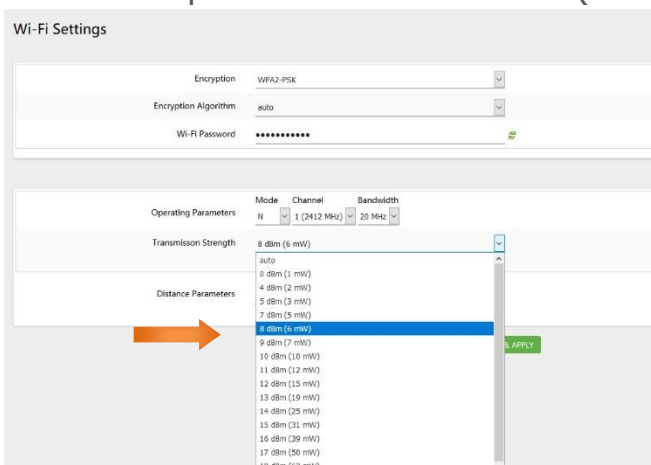 Wi-Fi Settings
Encryption WPA2-PSK
Encryption Algorithm auto
Wi-Fi Password •••••••••••
Mode Channel Bandwidth
Operating Parameters N 1 (2412 MHz) 20 MHz
Transmisson Strength 8 dBm (6 mW)
auto
0 dBm (1 mW)
4 dBm (2 mW)
5 dBm (3 mW)
Distance Parameters
7 dBm (5 mW)
8 dBm (6 mW)
9 dBm (7 mW)
& APPLY
10 dBm (10 mW)
11 dBm (12 mW)
12 dBm (15 mW)
13 dBm (19 mW)
14 dBm (25 mW)
15 dBm (31 mW)
16 dBm (39 mW)
17 dBm (50 mW)